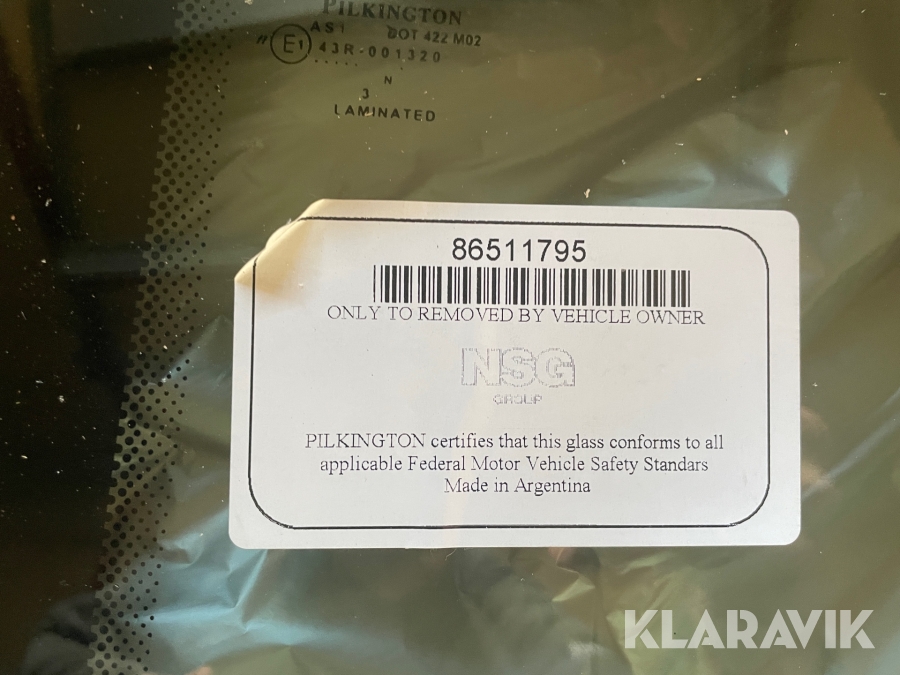 PILKINGTON
AS1 DOT 422 M02
E1 43R-001320
N
3
LAMINATED
86511795
ONLY TO REMOVED BY VEHICLE OWNER
NSG
GROUP
PILKINGTON certifies that this glass conforms to all
applicable Federal Motor Vehicle Safety Standars
Made in Argentina
KLARAVIK